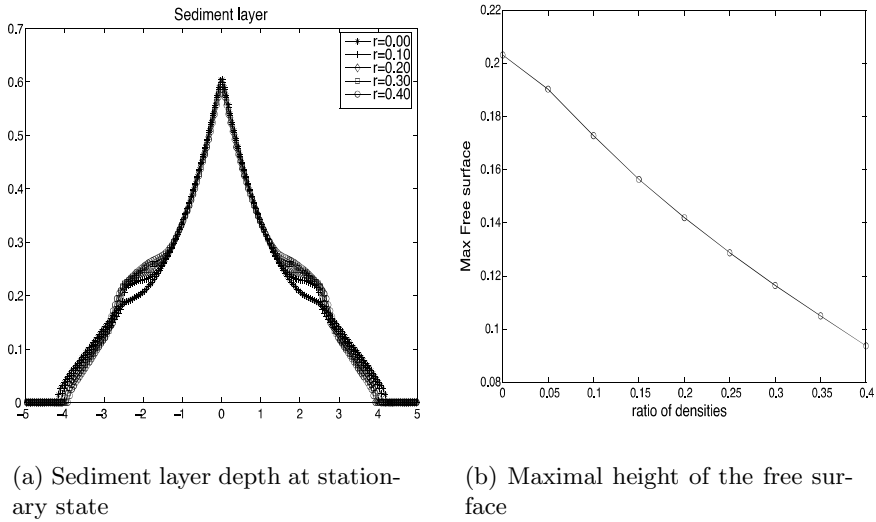 Sediment layer
0.7
0.6
0.5
0.4
0.3
0.2
0.1
0
−5 −4 −3 −2 −1 0 1 2 3 4 5
r=0.00
r=0.10
r=0.20
r=0.30
r=0.40
(a) Sediment layer depth at station-
ary state
0.22
0.2
0.18
0.16
0.14
0.12
0.1
0.08
Max Free surface
0 0.05 0.1 0.15 0.2 0.25 0.3 0.35 0.4
ratio of densities
(b) Maximal height of the free sur-
face